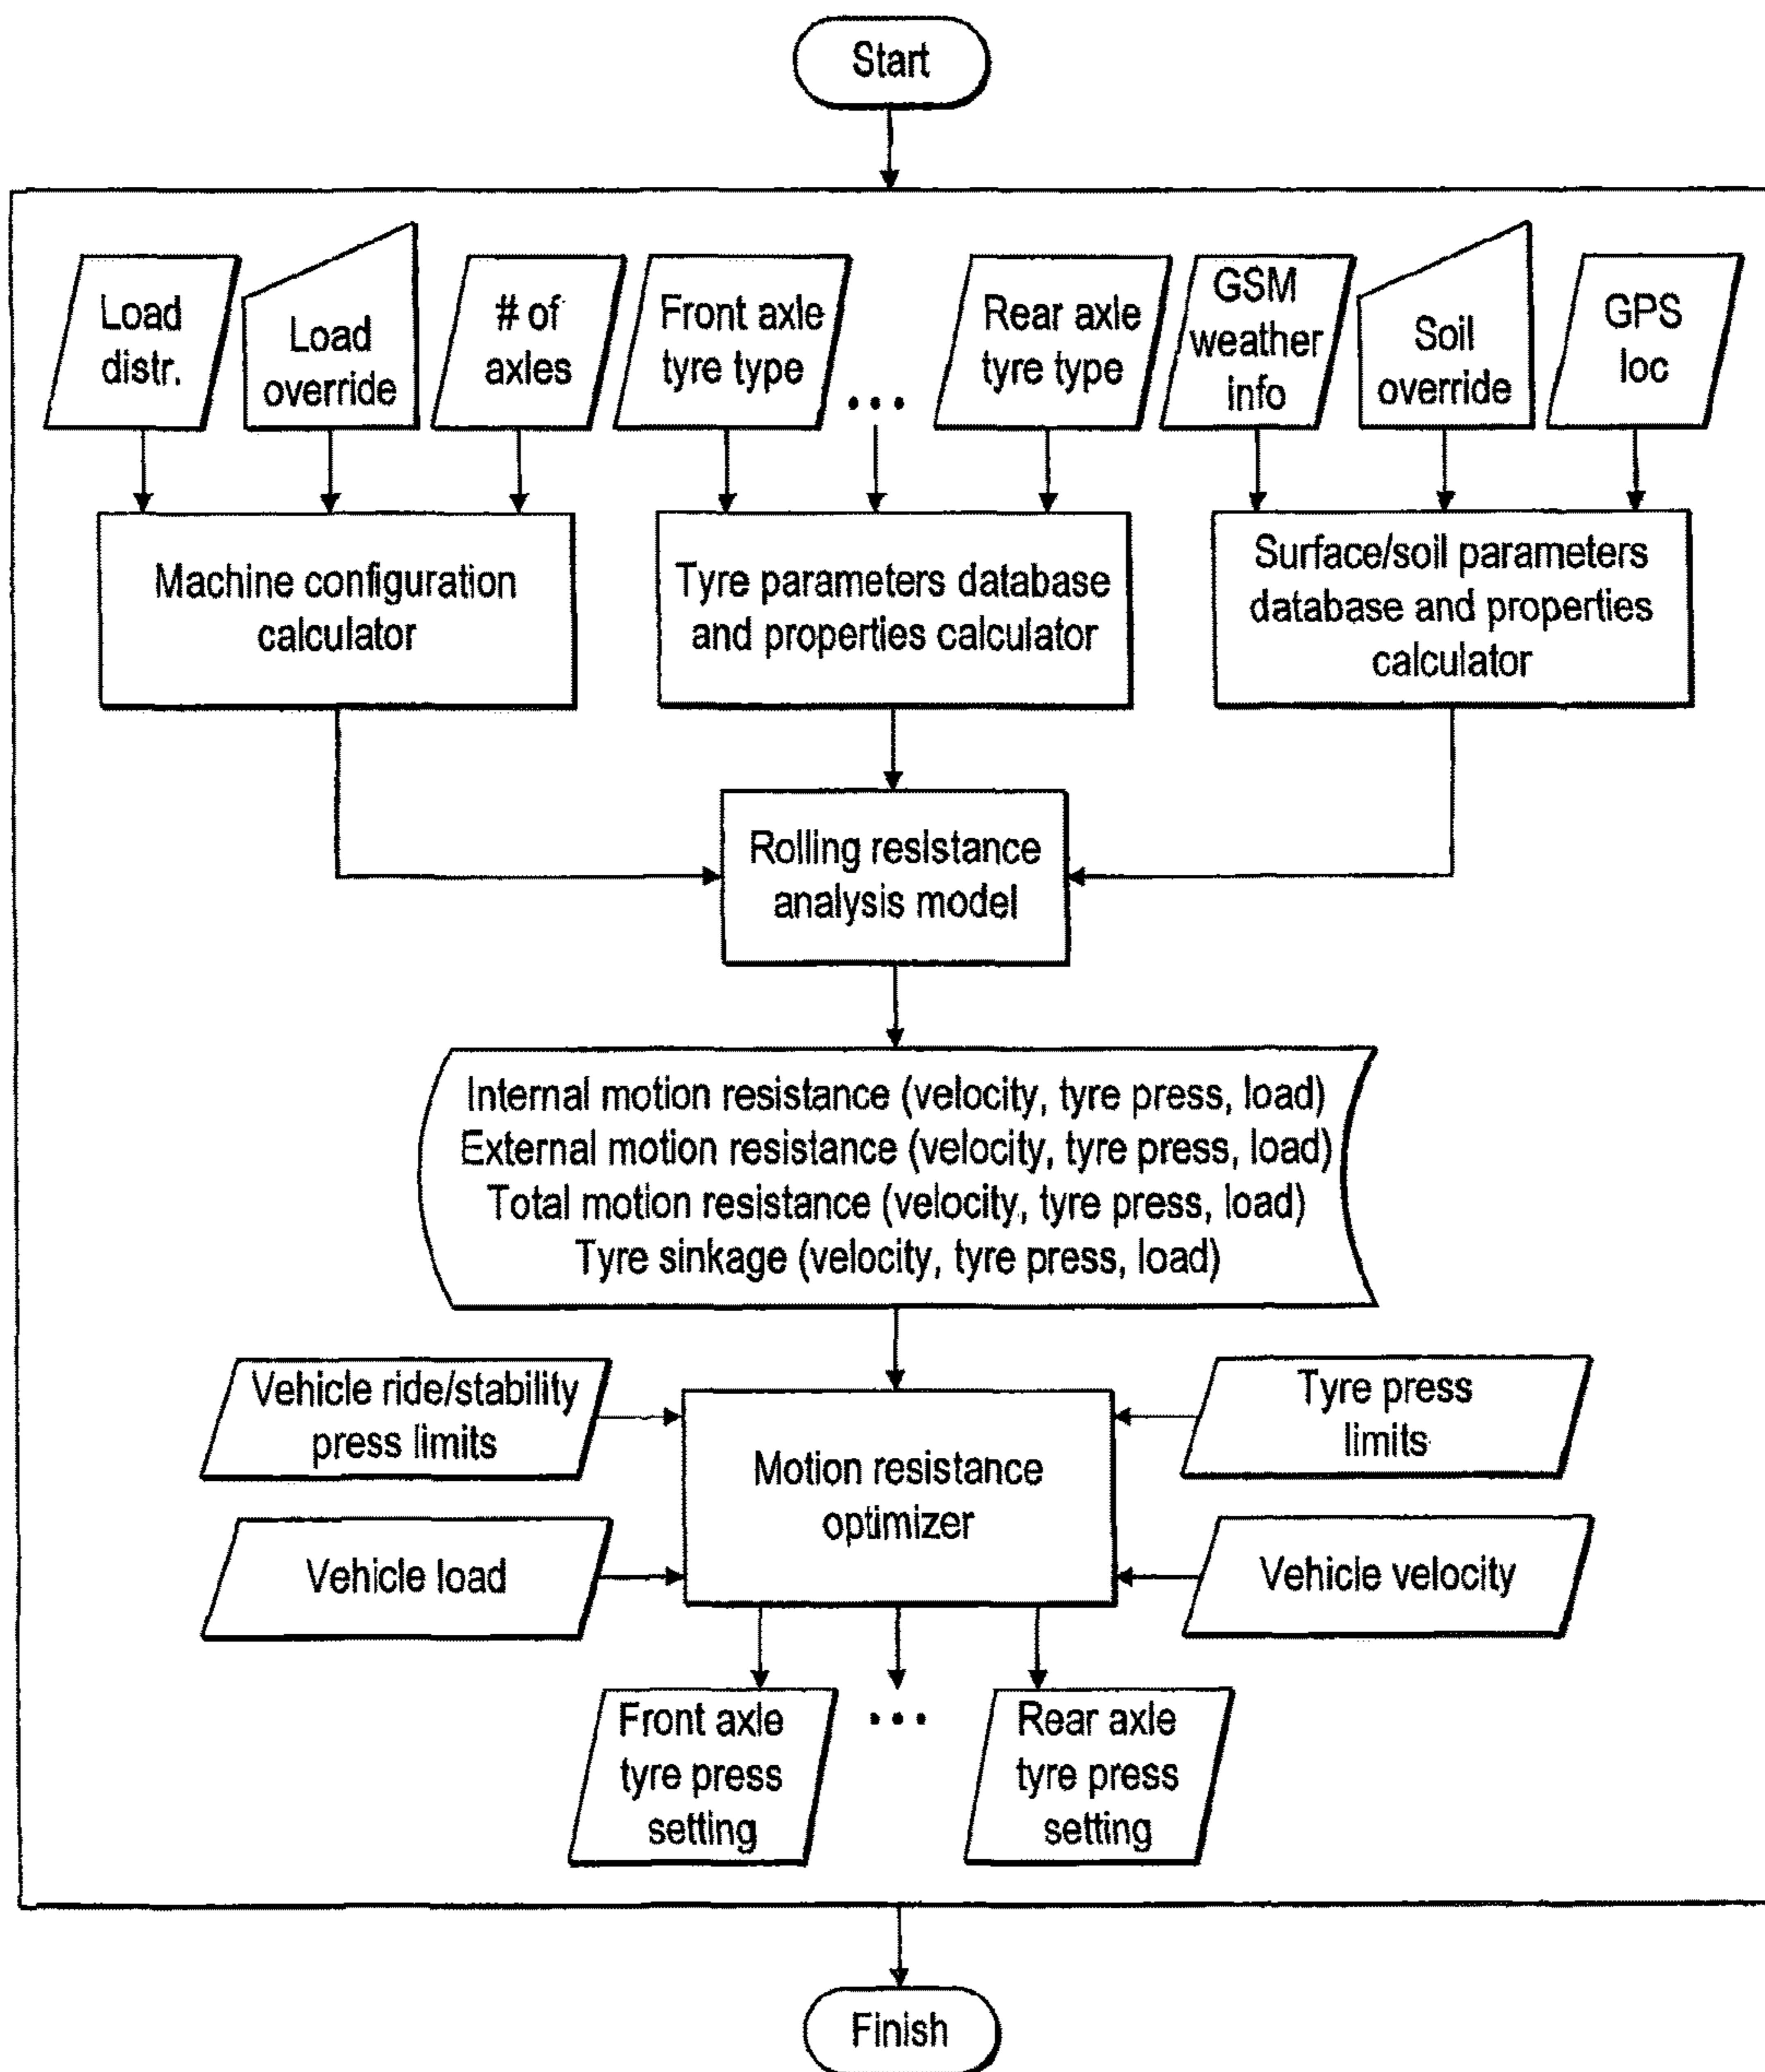 Start
Load
distr.
Load
override
# of
axles
Front axle
tyre type
...
Rear axle
tyre type
GSM
weather
info
Soil
override
GPS
loc
Machine configuration
calculator
Tyre parameters database
and properties calculator
Surface/soil parameters
database and properties
calculator
Rolling resistance
analysis model
Internal motion resistance (velocity, tyre press, load)
External motion resistance (velocity, tyre press, load)
Total motion resistance (velocity, tyre press, load)
Tyre sinkage (velocity, tyre press, load)
Vehicle ride/stability
press limits
Tyre press
limits
Motion resistance
optimizer
Vehicle load
Vehicle velocity
Front axle
tyre press
setting
...
Rear axle
tyre press
setting
Finish